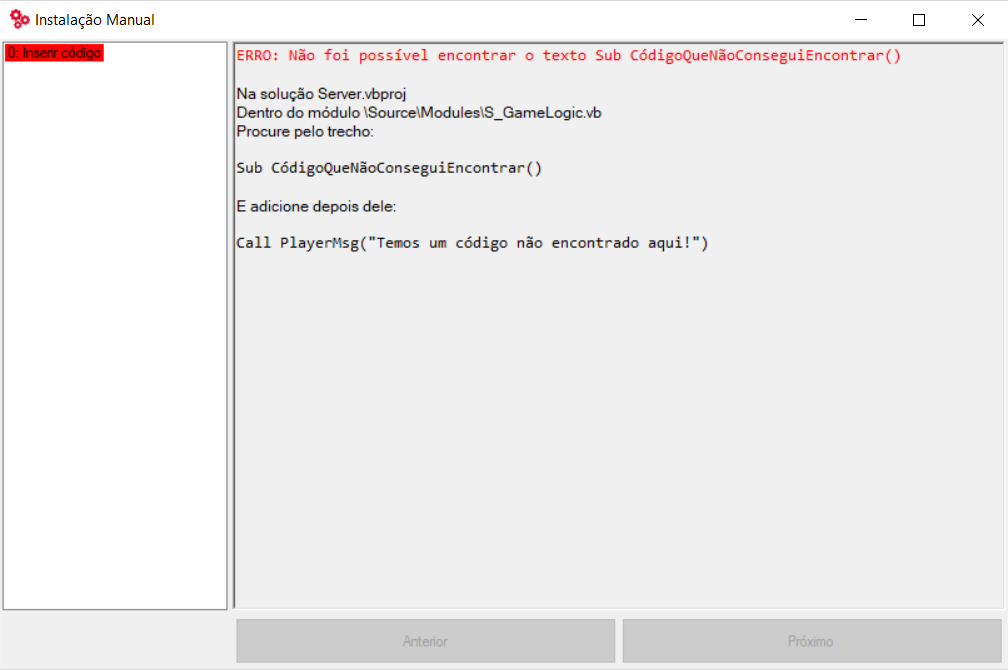 Instalação Manual
0: Inserir código
ERRO: Não foi possível encontrar o texto Sub CódigoQueNãoConseguiEncontrar()
Na solução Server.vbproj
Dentro do módulo \Source\Modules\S_GameLogic.vb
Procure pelo trecho:
Sub CódigoQueNãoConseguiEncontrar()
E adicione depois dele:
Call PlayerMsg("Temos um código não encontrado aqui!")
Anterior
Próximo